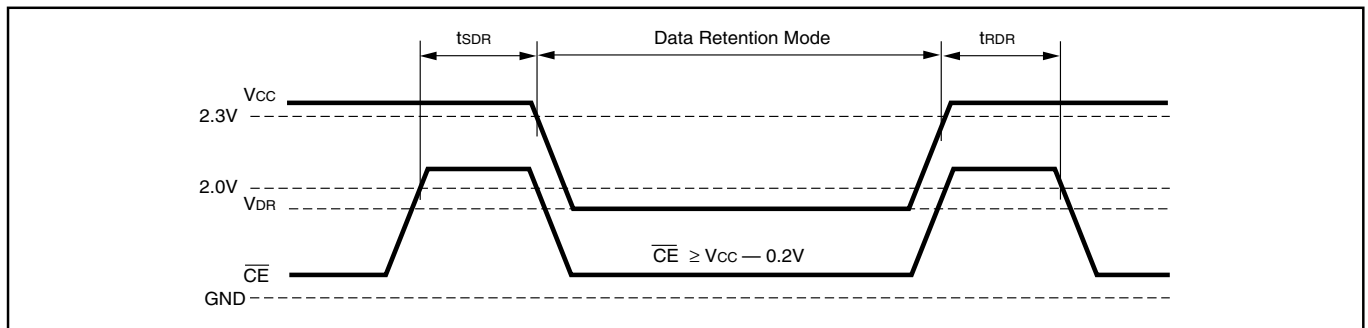 tSDR Data Retention Mode tRDR
VCC
2.3V
2.0V
VDR
CE ≥ VCC — 0.2V
CE
GND